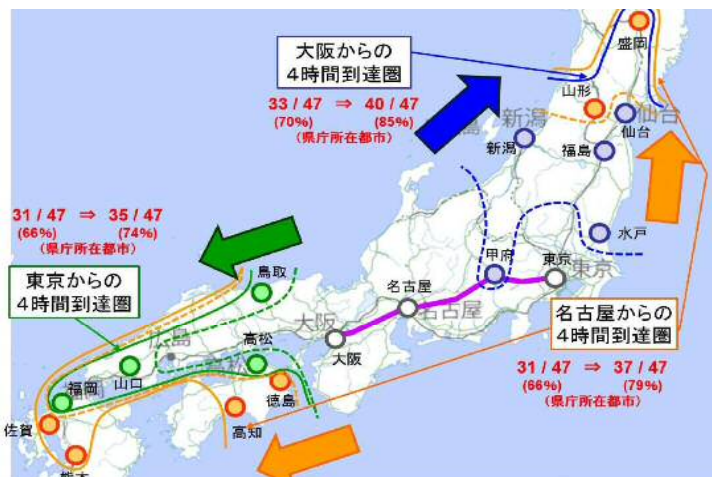 大阪からの
4時間到達圏
33 / 47 ⇒ 40 / 47
(70%) (85%)
(県庁所在都市)
盛岡
山形
仙台
仙台
新潟
新潟
福島
水戸
31 / 47 ⇒ 35 / 47
(66%) (74%)
(県庁所在都市)
東京からの
4時間到達圏
鳥取
甲府
東京
東京
名古屋
名古屋
大阪
大阪
名古屋からの
4時間到達圏
31 / 47 ⇒ 37 / 47
(66%) (79%)
(県庁所在都市)
高松
徳島
高知
山口
福岡
佐賀
熊本